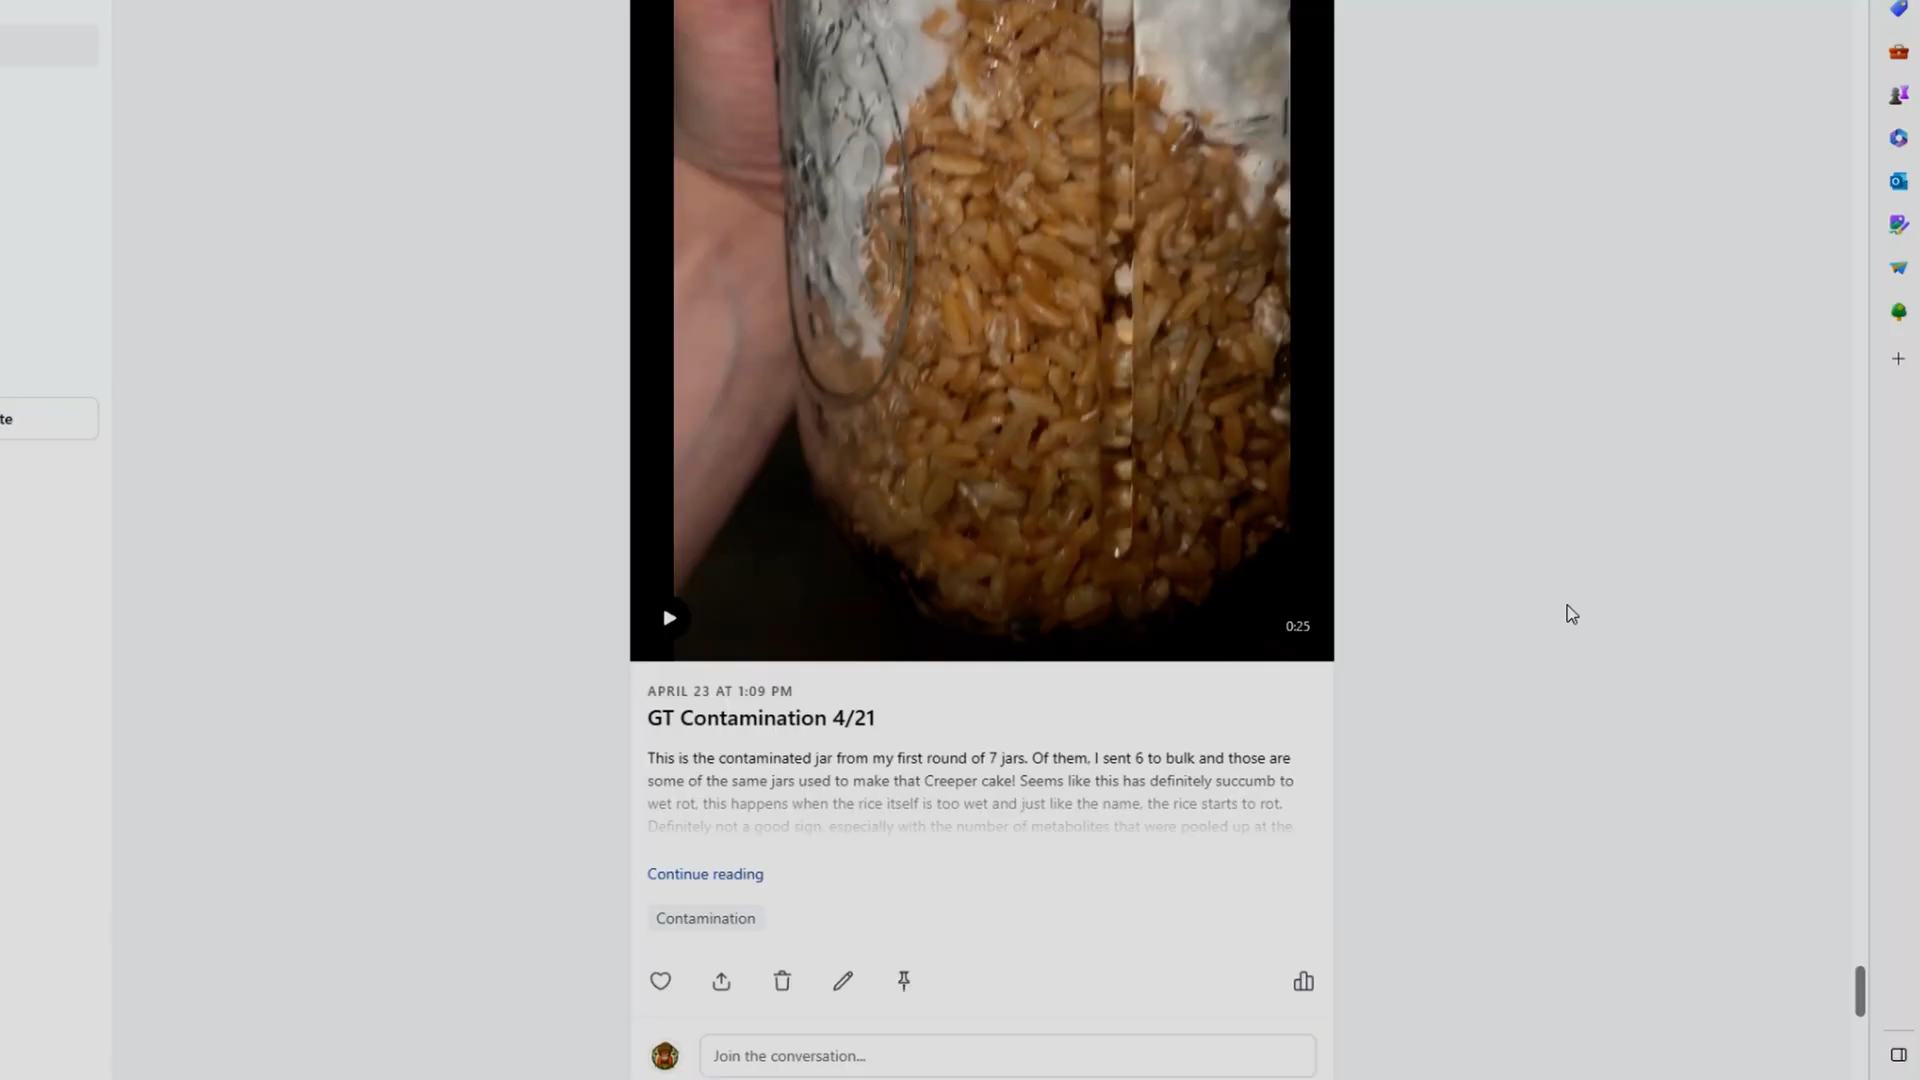 te
0:25
APRIL 23 AT 1:09 PM
GT Contamination 4/21
This is the contaminated jar from my first round of 7 jars. Of them, I sent 6 to bulk and those are
some of the same jars used to make that Creeper cake! Seems like this has definitely succumb to
wet rot, this happens when the rice itself is too wet and just like the name, the rice starts to rot.
Definitely not a good sign, especially with the number of metabolites that were pooled up at the
Continue reading
Contamination
Join the conversation...